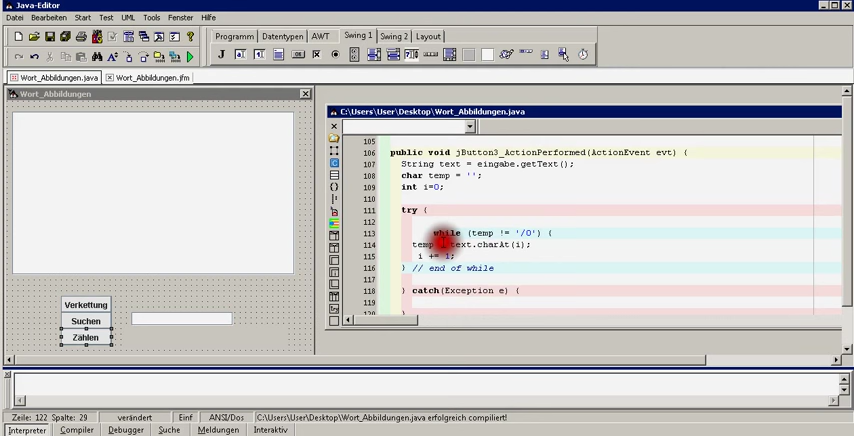 Java-Editor
Datei Bearbeiten Start Test UML Tools Fenster Hilfe
Programm Datentypen AWT Swing 1 Swing 2 Layout
Wort_Abbildungen.java Wort_Abbildungen.jfm
Wort_Abbildungen
C:\Users\User\Desktop\Wort_Abbildungen.java
105
106 public void jButton3_ActionPerformed(ActionEvent evt) {
107 String text = eingabe.getText();
108 char temp = '';
109 int i=0;
110
111 try {
112
113 while (temp != '/0') {
114 temp = text.charAt(i);
115 i += 1;
116 } // end of while
117
118 } catch(Exception e) {
119
120 }
Verkettung
Suchen
Zählen
Zeile: 122 Spalte: 29 verändert Einf ANSI/Dos C:\Users\User\Desktop\Wort_Abbildungen.java erfolgreich compiliert!
Interpreter Compiler Debugger Suche Meldungen Interaktiv